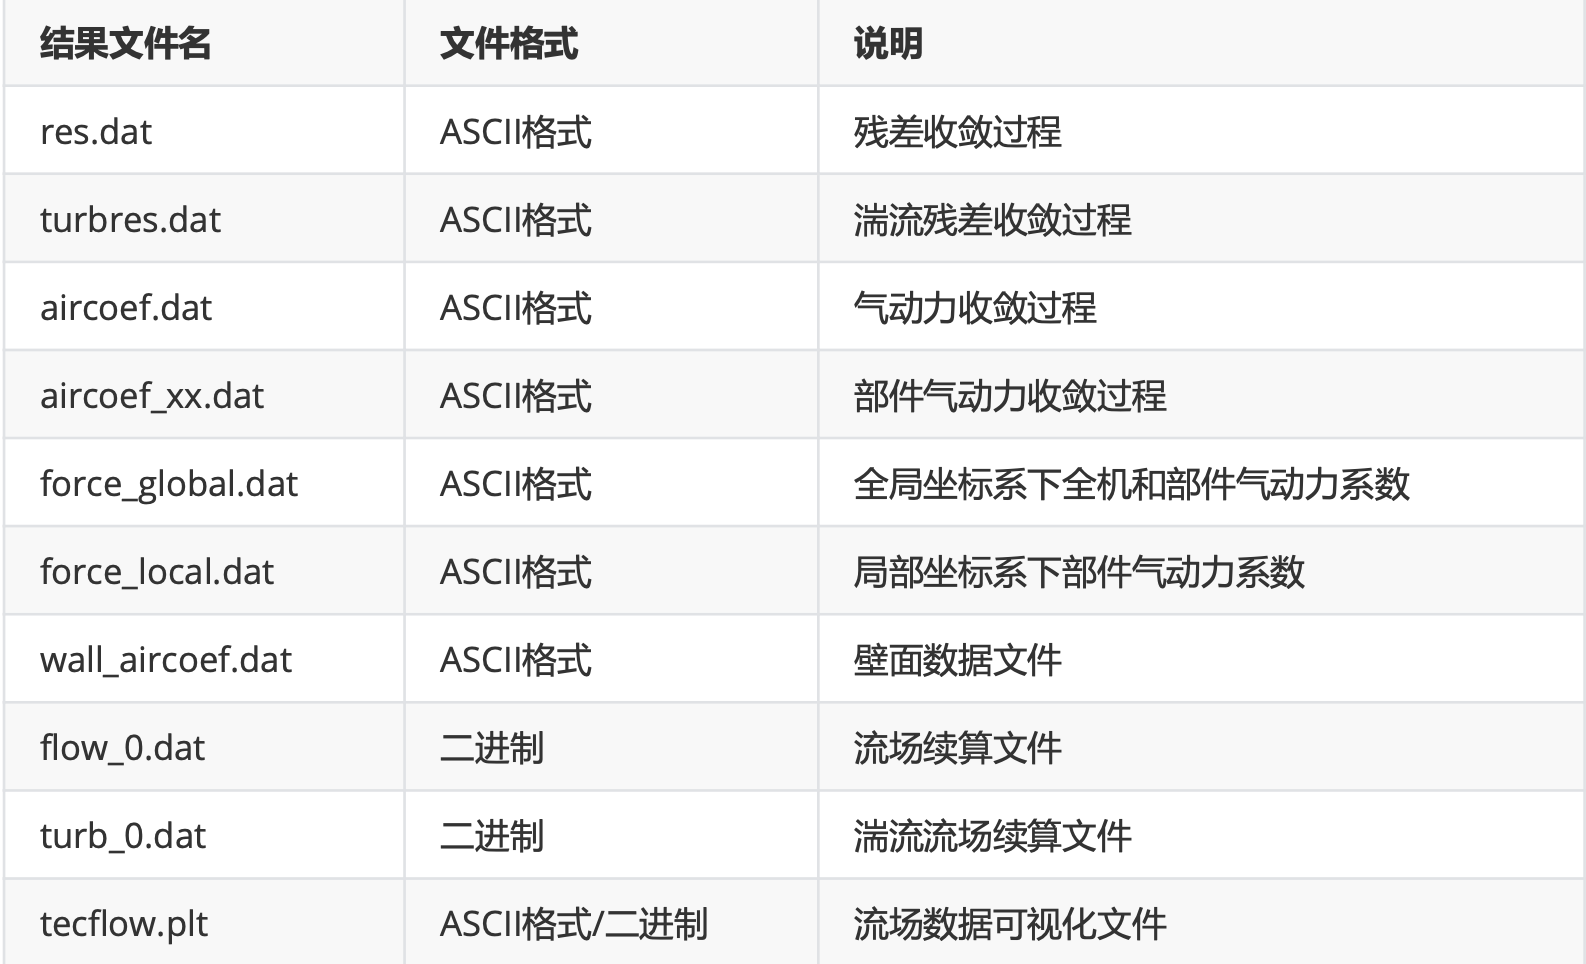 结果文件名 文件格式 说明
res.dat ASCII格式 残差收敛过程
turbres.dat ASCII格式 湍流残差收敛过程
aircoef.dat ASCII格式 气动力收敛过程
aircoef_xx.dat ASCII格式 部件气动力收敛过程
force_global.dat ASCII格式 全局坐标系下全机和部件气动力系数
force_local.dat ASCII格式 局部坐标系下部件气动力系数
wall_aircoef.dat ASCII格式 壁面数据文件
flow_0.dat 二进制 流场续算文件
turb_0.dat 二进制 湍流流场续算文件
tecflow.plt ASCII格式/二进制 流场数据可视化文件